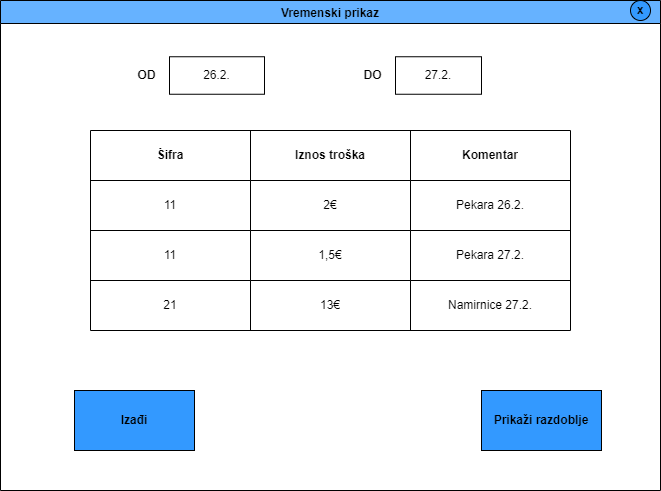 Vremenski prikaz
x
OD 26.2. DO 27.2.
Šifra Iznos troška Komentar
11 2€ Pekara 26.2.
11 1,5€ Pekara 27.2.
21 13€ Namirnice 27.2.
Izađi Prikaži razdoblje